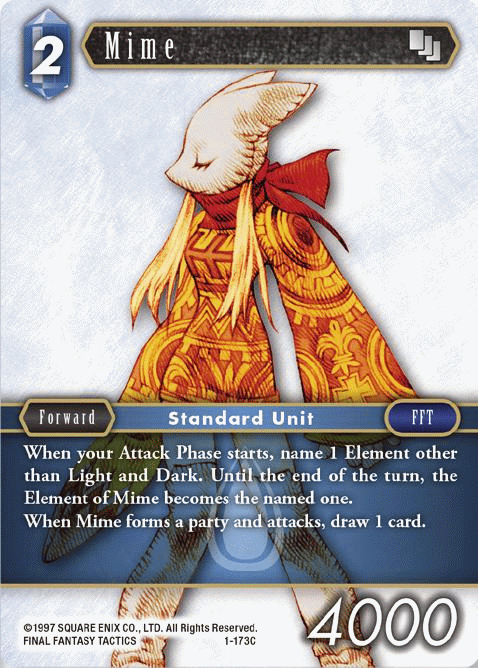 2
Mime
Forward
Standard Unit
FFT
When your Attack Phase starts, name 1 Element other
than Light and Dark. Until the end of the turn, the
Element of Mime becomes the named one.
When Mime forms a party and attacks, draw 1 card.
©1997 SQUARE ENIX CO., LTD. All Rights Reserved.
FINAL FANTASY TACTICS
1-173C
4000